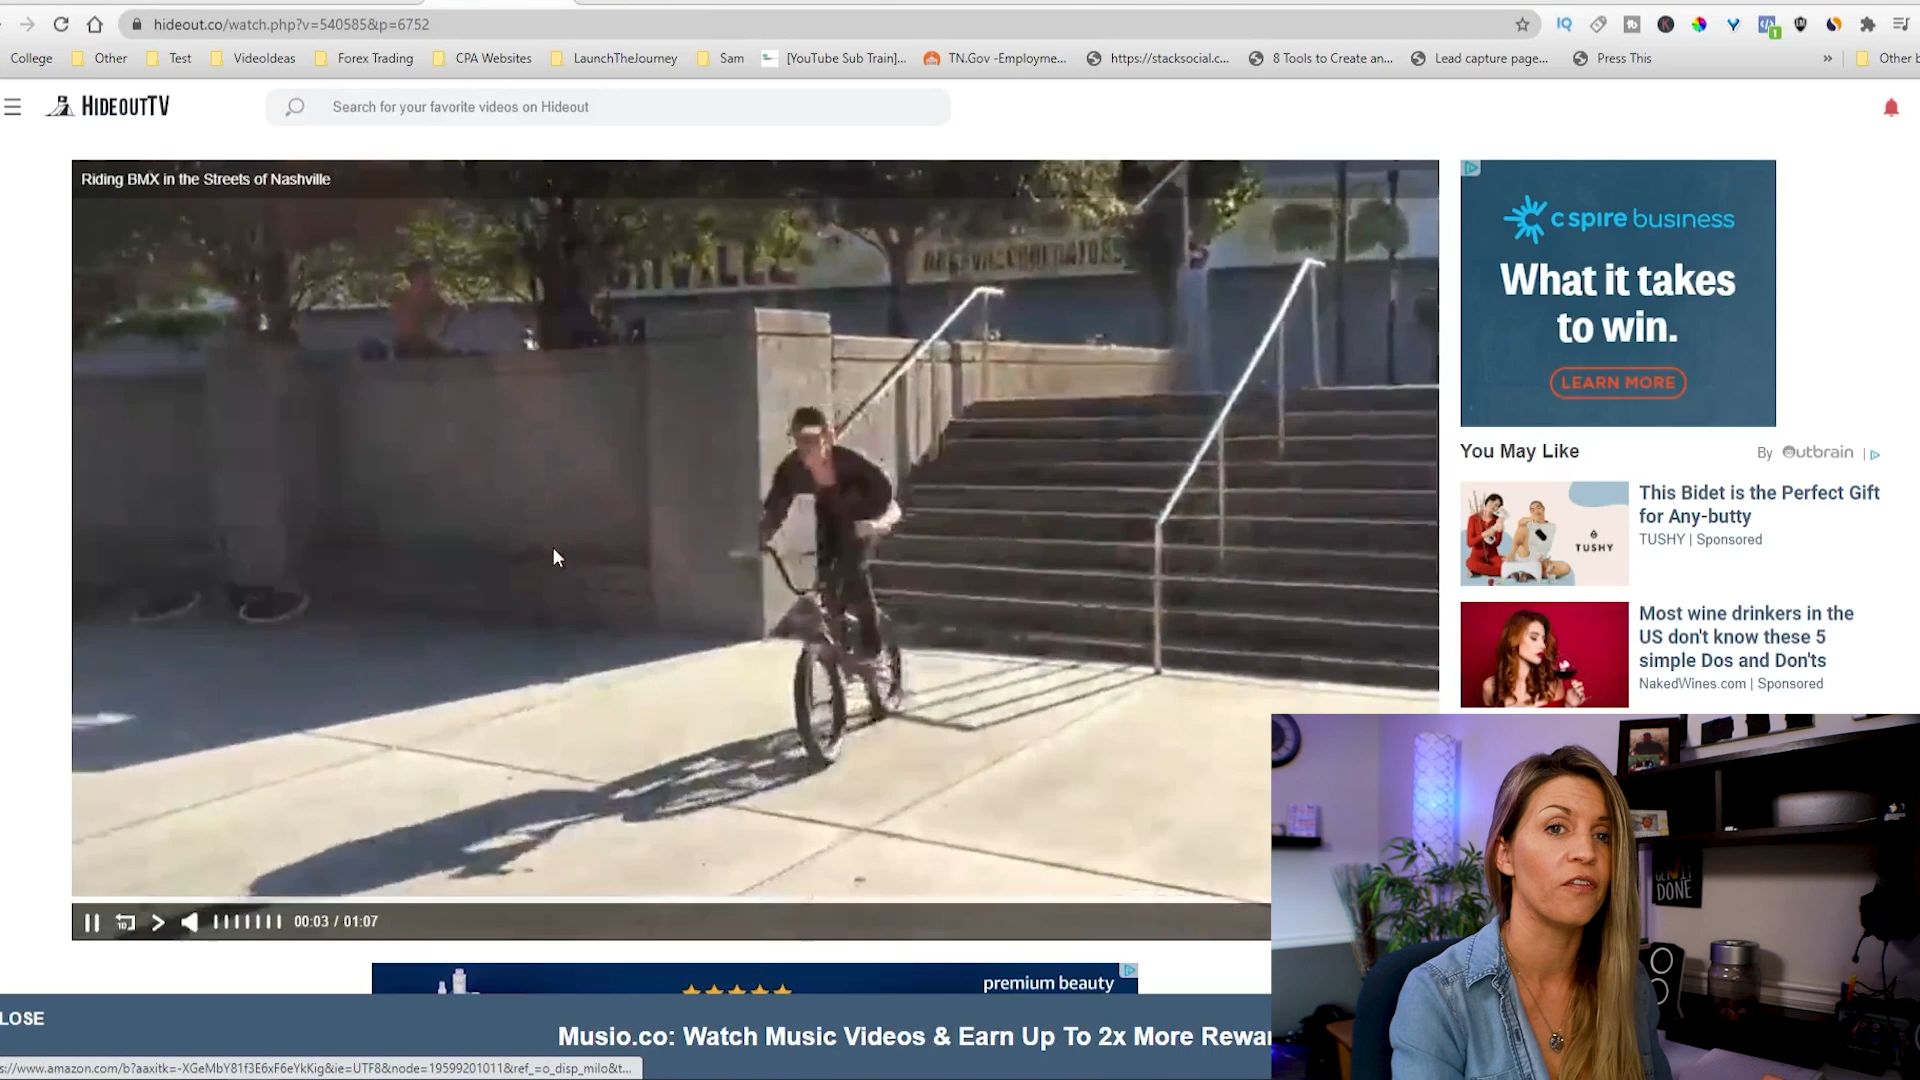 hideout.co/watch.php?v=540585&p=6752
College Other Test VideoIdeas Forex Trading CPA Websites LaunchTheJourney Sam [YouTube Sub Train]... TN.Gov -Employme... https://stacksocial.c... 8 Tools to Create an... Lead capture page... Press This » Other b
HIDEOUTTV
Search for your favorite videos on Hideout
Riding BMX in the Streets of Nashville
c spire business
What it takes
to win.
LEARN MORE
You May Like
By Outbrain
This Bidet is the Perfect Gift
for Any-butty
TUSHY | Sponsored
TUSHY
Most wine drinkers in the
US don't know these 5
simple Dos and Don'ts
NakedWines.com | Sponsored
GET IT
DONE
10
00:03 / 01:07
premium beauty
LOSE
Musio.co: Watch Music Videos & Earn Up To 2x More Rewar
s://www.amazon.com/b?aaxitk=-XGeMbY81f3E6xF6eYkKig&ie=UTF8&node=19599201011&ref_=o_disp_milo&t...